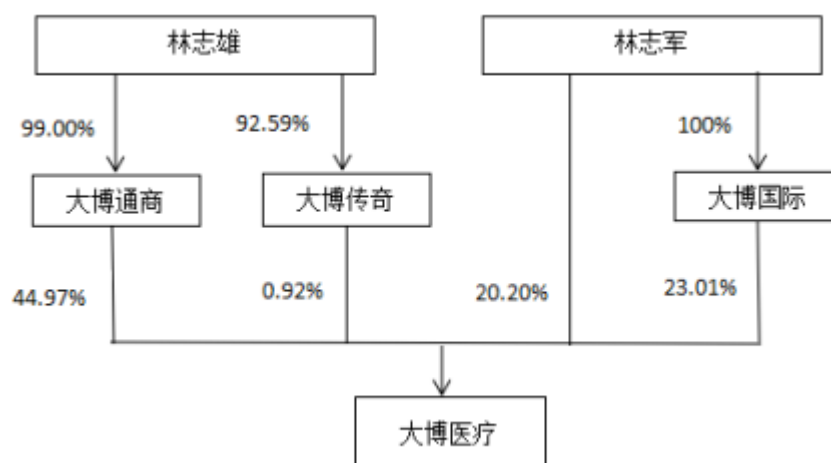 林志雄
林志军
99.00%
92.59%
100%
大博通商
大博传奇
大博国际
44.97%
0.92%
20.20%
23.01%
大博医疗